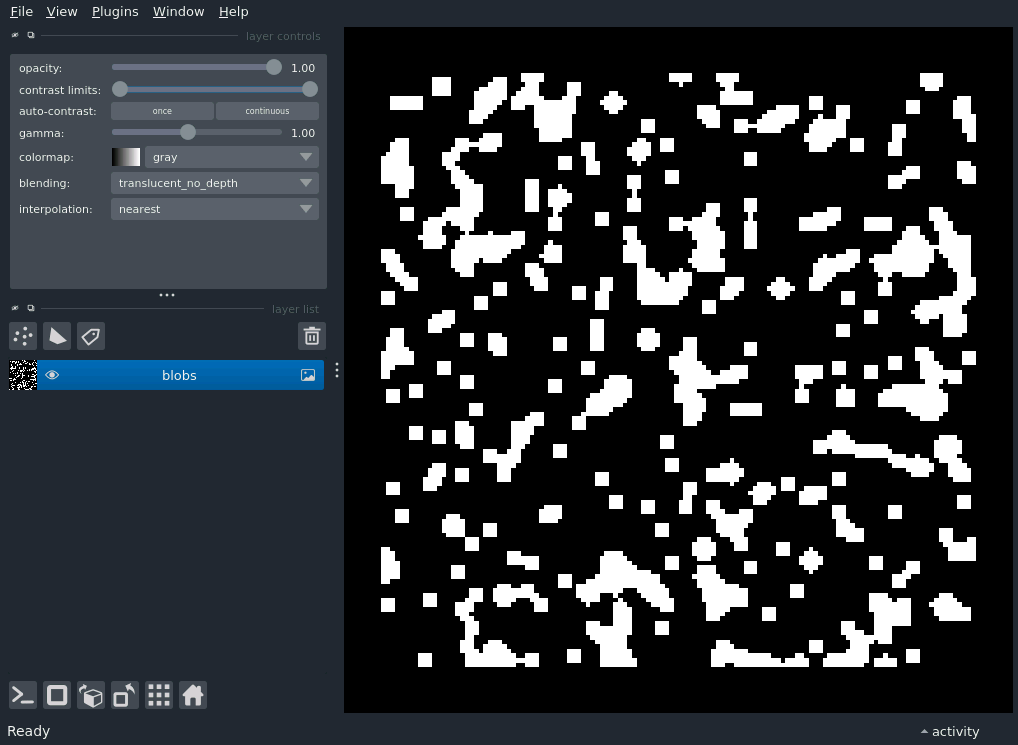 File View Plugins Window Help
layer controls
opacity: 1.00
contrast limits:
auto-contrast: once continuous
gamma: 1.00
colormap: gray
blending: translucent_no_depth
interpolation: nearest
layer list
blobs
Ready activity